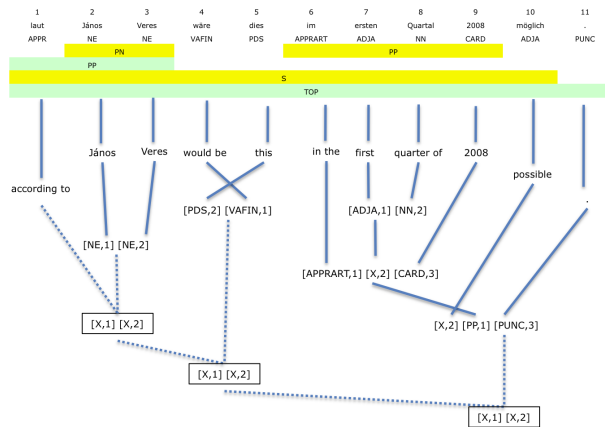 1 2 3 4 5 6 7 8 9 10 11
laut János Veres wäre dies im ersten Quartal 2008 möglich .
APPR NE NE VAFIN PDS APPRART ADJA NN CARD ADJA PUNC
PN PP
PP
S
TOP
János Veres would be this in the first quarter of 2008
possible
according to
.
[PDS,2] [VAFIN,1] [ADJA,1] [NN,2]
[NE,1] [NE,2]
[APPRART,1] [X,2] [CARD,3]
[X,1] [X,2] [X,2] [PP,1] [PUNC,3]
[X,1] [X,2]
[X,1] [X,2]